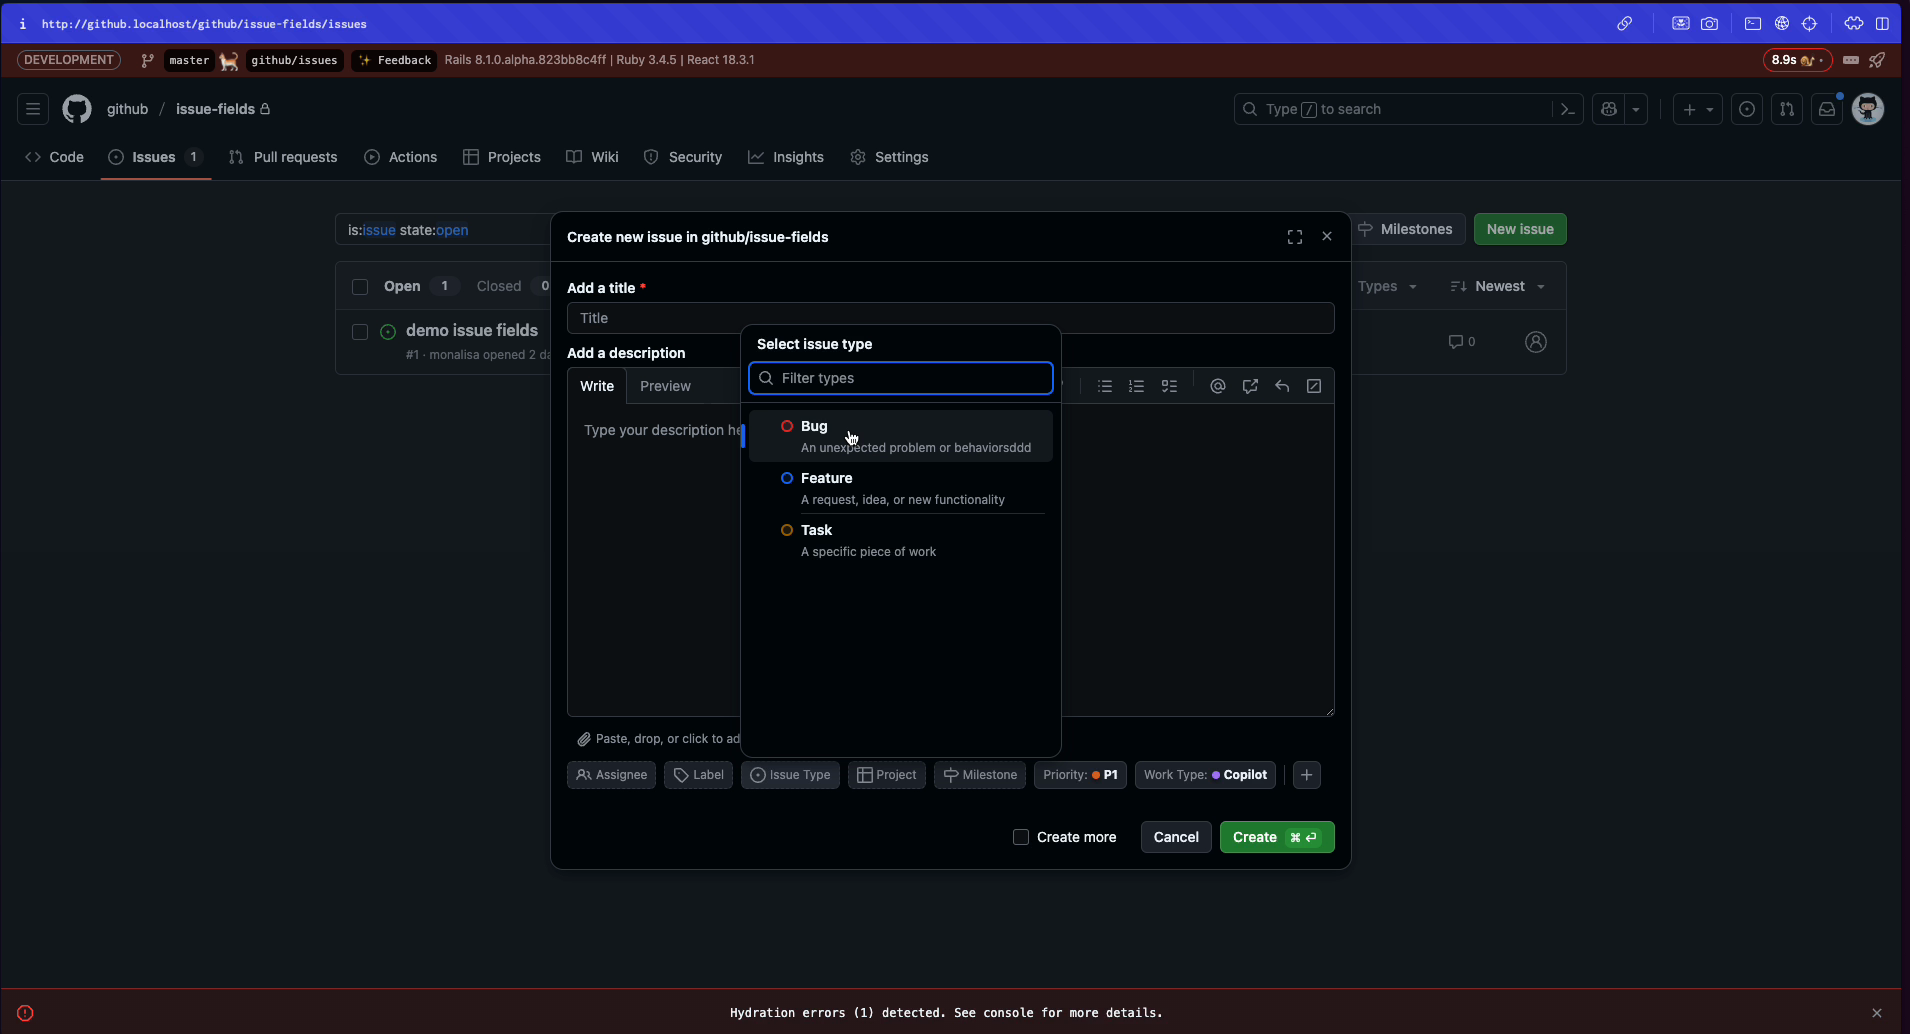 i http://github.localhost/github/issue-fields/issues
DEVELOPMENT master github/issues ✨ Feedback Rails 8.1.0.alpha.823bb8c4ff | Ruby 3.4.5 | React 18.3.1 8.9s
github / issue-fields Type / to search
Code Issues 1 Pull requests Actions Projects Wiki Security Insights Settings
is:issue state:open Milestones New issue
Create new issue in github/issue-fields
Open 1 Closed 0 Types Newest
demo issue fields
#1 · monalisa opened 2 da
0
Add a title *
Title
Add a description
Write Preview
Type your description he
Select issue type
Filter types
Bug
An unexpected problem or behaviorsddd
Feature
A request, idea, or new functionality
Task
A specific piece of work
Paste, drop, or click to ad
Assignee Label Issue Type Project Milestone Priority: P1 Work Type: Copilot +
Create more Cancel Create ⌘ ⏎
Hydration errors (1) detected. See console for more details.